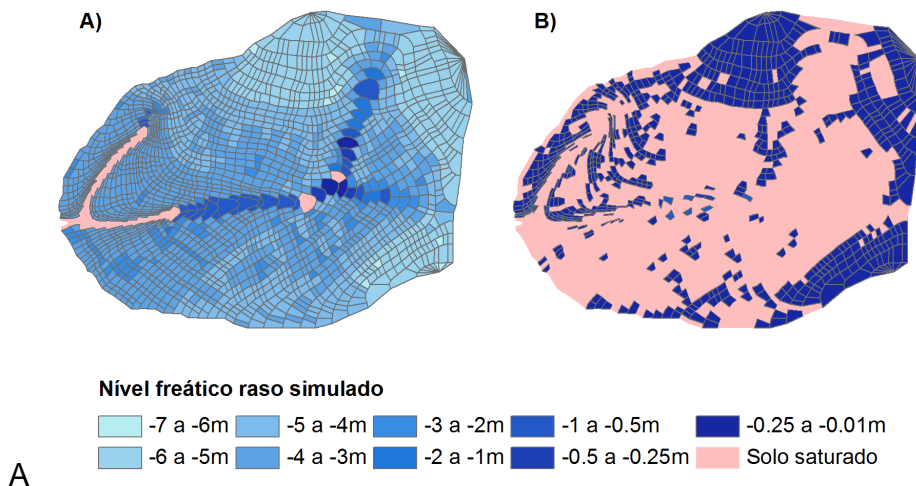 A)
B)
Nível freático raso simulado
-7 a -6m
-5 a -4m
-3 a -2m
-1 a -0.5m
-0.25 a -0.01m
-6 a -5m
-4 a -3m
-2 a -1m
-0.5 a -0.25m
Solo saturado
A